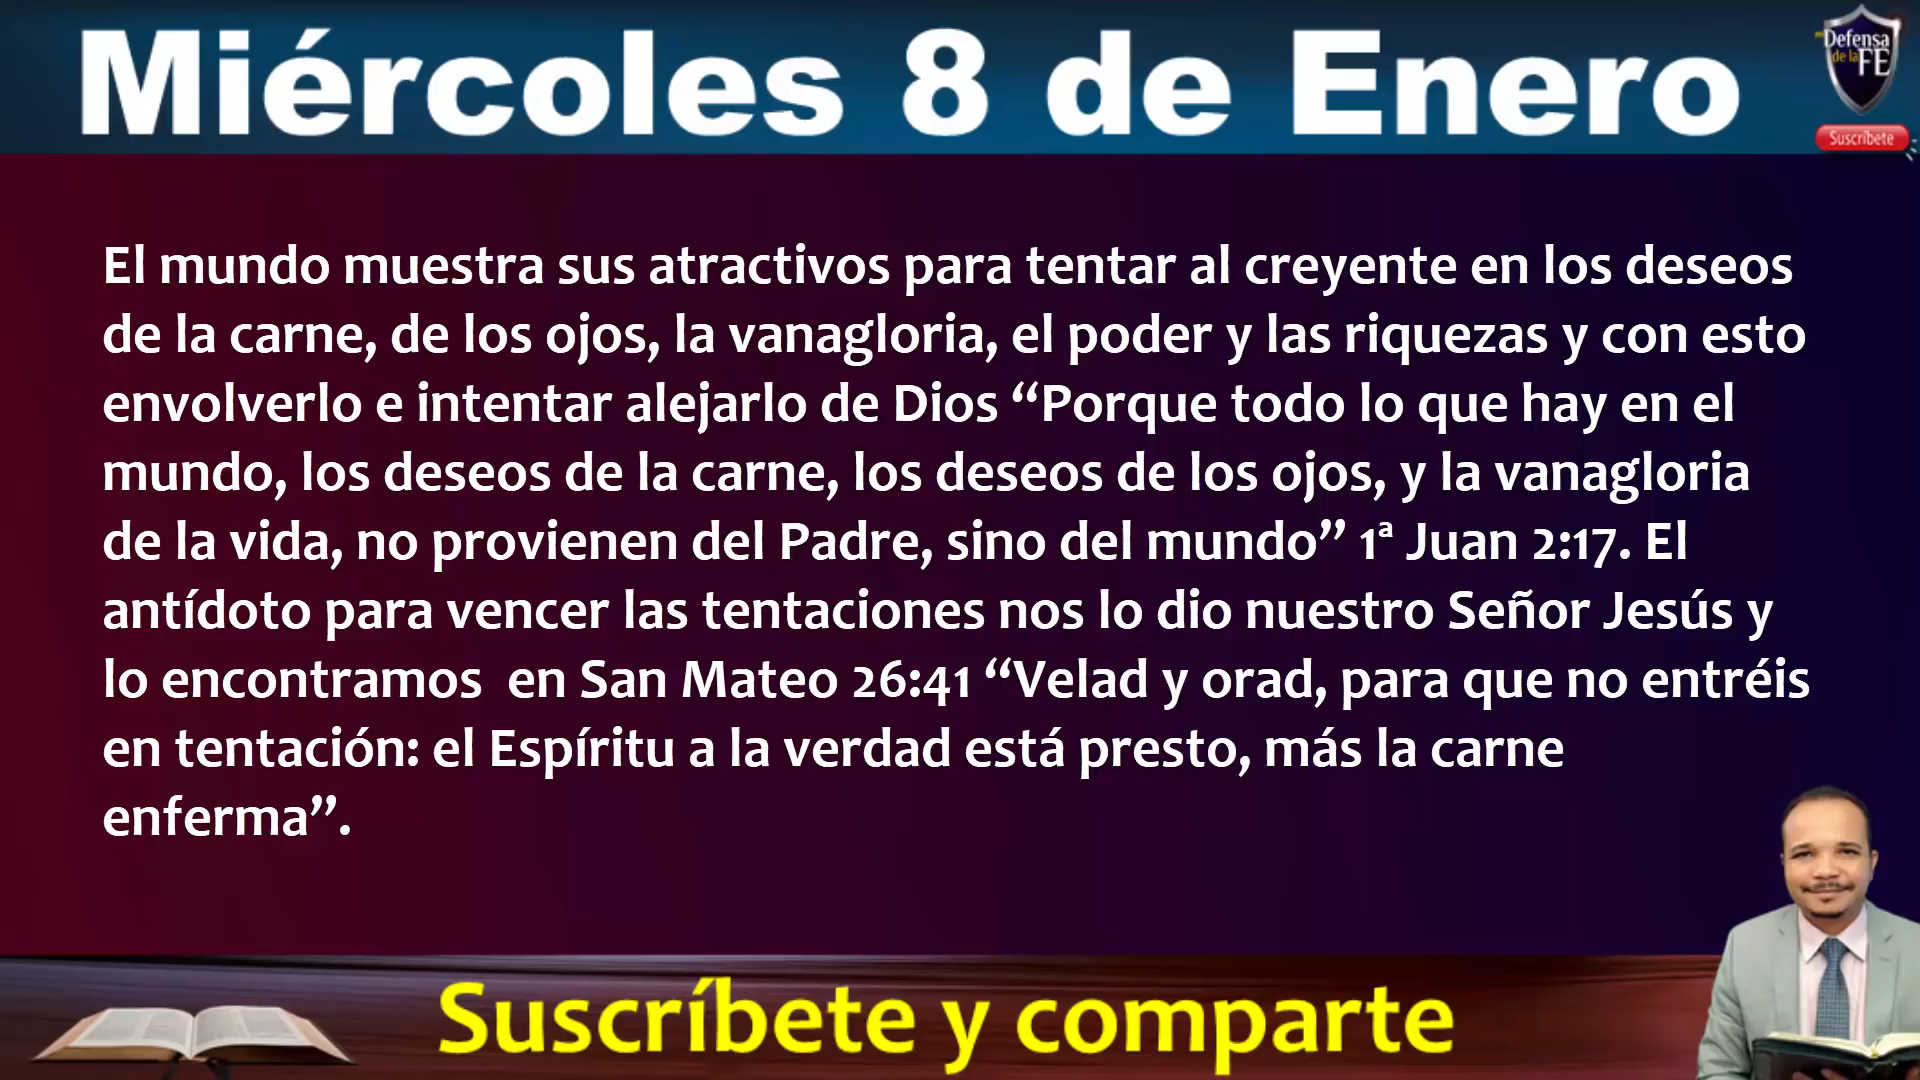 Miércoles 8 de Enero
Defensa
de la FE
Suscríbete
El mundo muestra sus atractivos para tentar al creyente en los deseos
de la carne, de los ojos, la vanagloria, el poder y las riquezas y con esto
envolverlo e intentar alejarlo de Dios “Porque todo lo que hay en el
mundo, los deseos de la carne, los deseos de los ojos, y la vanagloria
de la vida, no provienen del Padre, sino del mundo” 1ª Juan 2:17. El
antídoto para vencer las tentaciones nos lo dio nuestro Señor Jesús y
lo encontramos  en San Mateo 26:41 “Velad y orad, para que no entréis
en tentación: el Espíritu a la verdad está presto, más la carne
enferma”.
Suscríbete y comparte